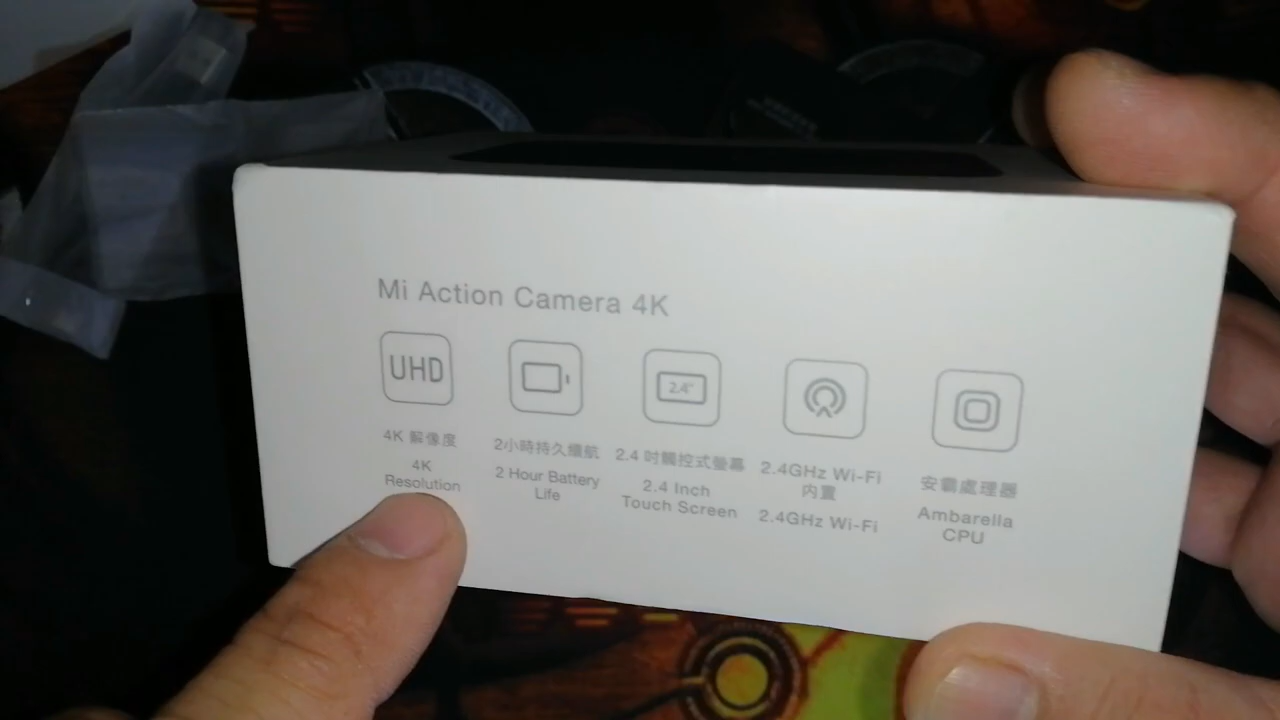 Mi Action Camera 4K
UHD
2.4"
4K 解像度
4K
Resolution
2小時持久續航
2 Hour Battery
Life
2.4 吋觸控式螢幕
2.4 Inch
Touch Screen
2.4GHz Wi-Fi
內置
2.4GHz Wi-Fi
安霸處理器
Ambarella
CPU